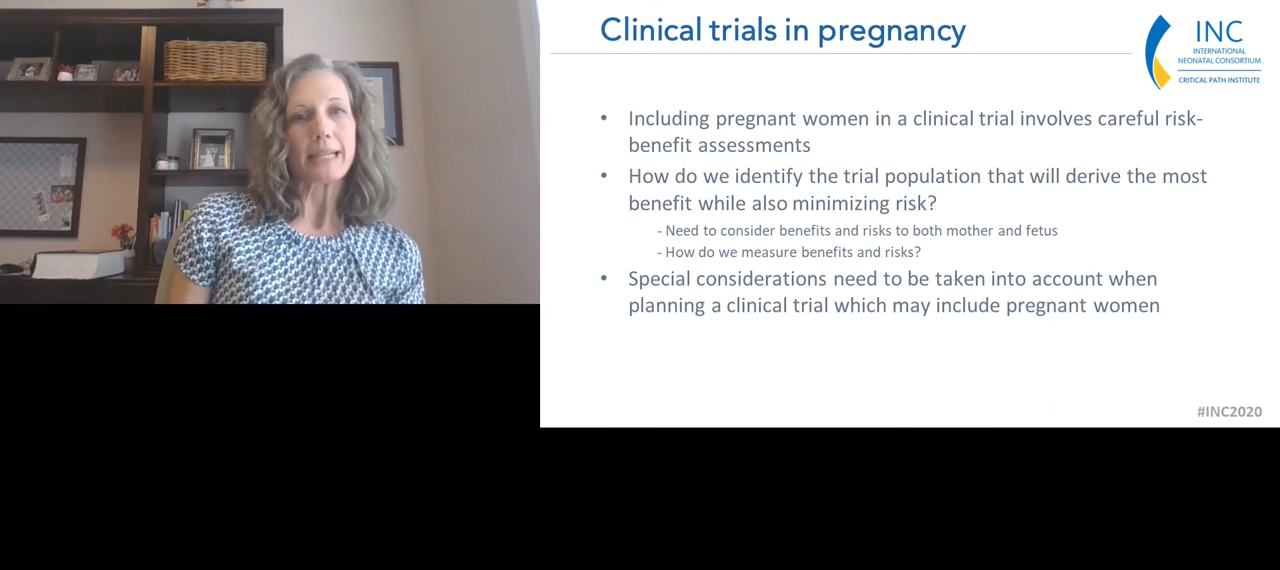 Clinical trials in pregnancy
INC
INTERNATIONAL
NEONATAL CONSORTIUM
CRITICAL PATH INSTITUTE
• Including pregnant women in a clinical trial involves careful risk-
benefit assessments
• How do we identify the trial population that will derive the most
benefit while also minimizing risk?
- Need to consider benefits and risks to both mother and fetus
- How do we measure benefits and risks?
• Special considerations need to be taken into account when
planning a clinical trial which may include pregnant women
#INC2020